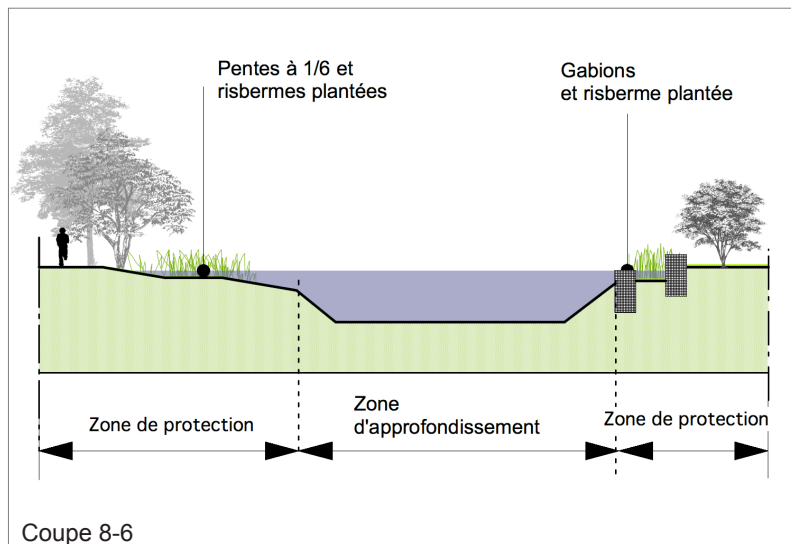 Pentes à 1/6 et
risbermes plantées
Gabions
et risberme plantée
Zone de protection
Zone
d'approfondissement
Zone de protection
Coupe 8-6